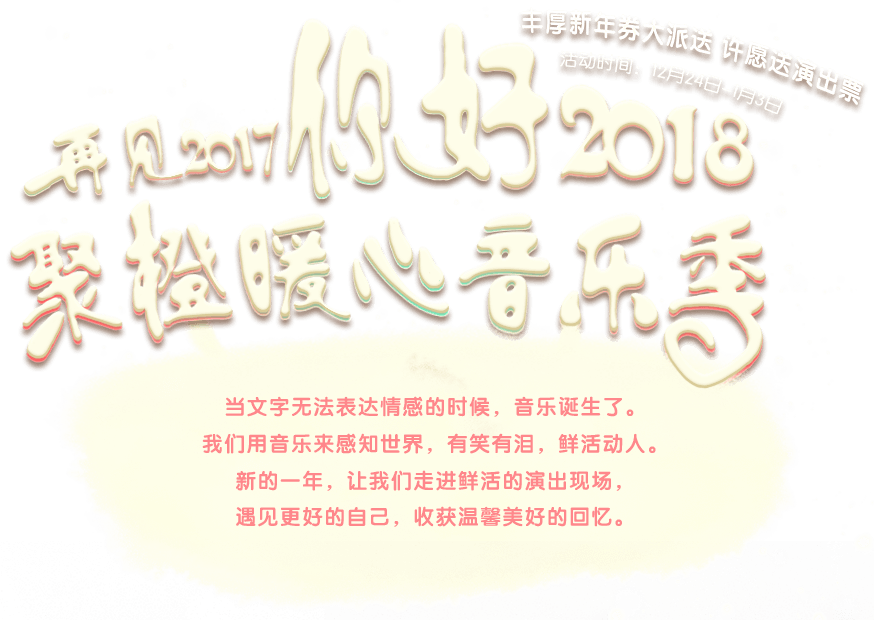 丰厚新年券大派送 许愿送演出票
活动时间：12月24日-1月3日
再见2017你好2018
聚橙暖心音乐季
当文字无法表达情感的时候，音乐诞生了。
我们用音乐来感知世界，有笑有泪，鲜活动人。
新的一年，让我们走进鲜活的演出现场，
遇见更好的自己，收获温馨美好的回忆。